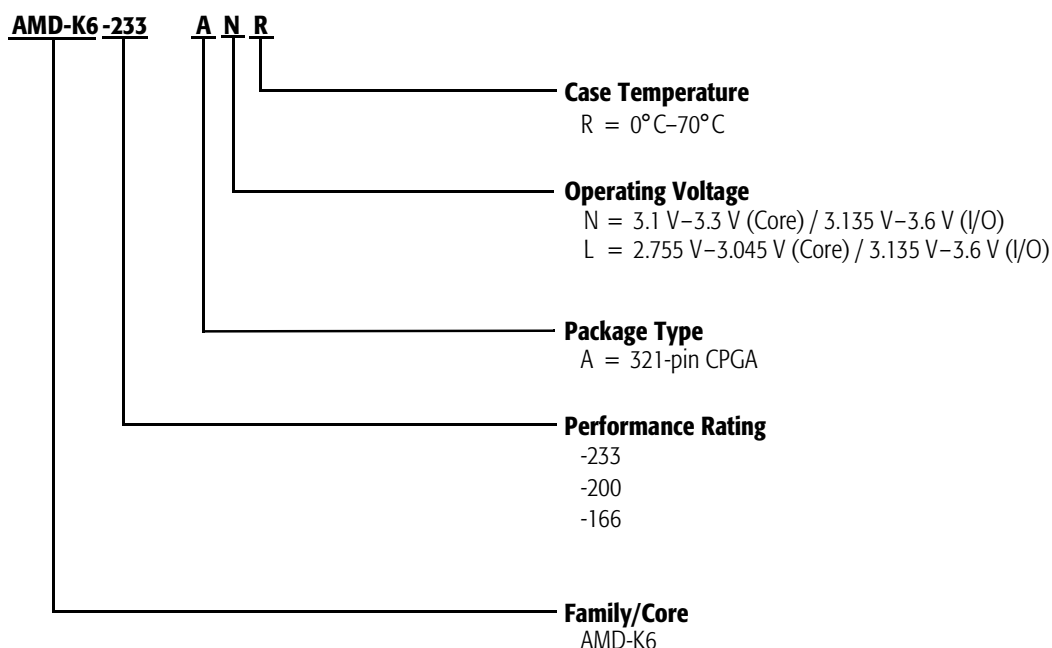 AMD-K6 -233 A N R
Case Temperature
R = 0°C–70°C
Operating Voltage
N = 3.1 V–3.3 V (Core) / 3.135 V–3.6 V (I/O)
L = 2.755 V–3.045 V (Core) / 3.135 V–3.6 V (I/O)
Package Type
A = 321-pin CPGA
Performance Rating
-233
-200
-166
Family/Core
AMD-K6